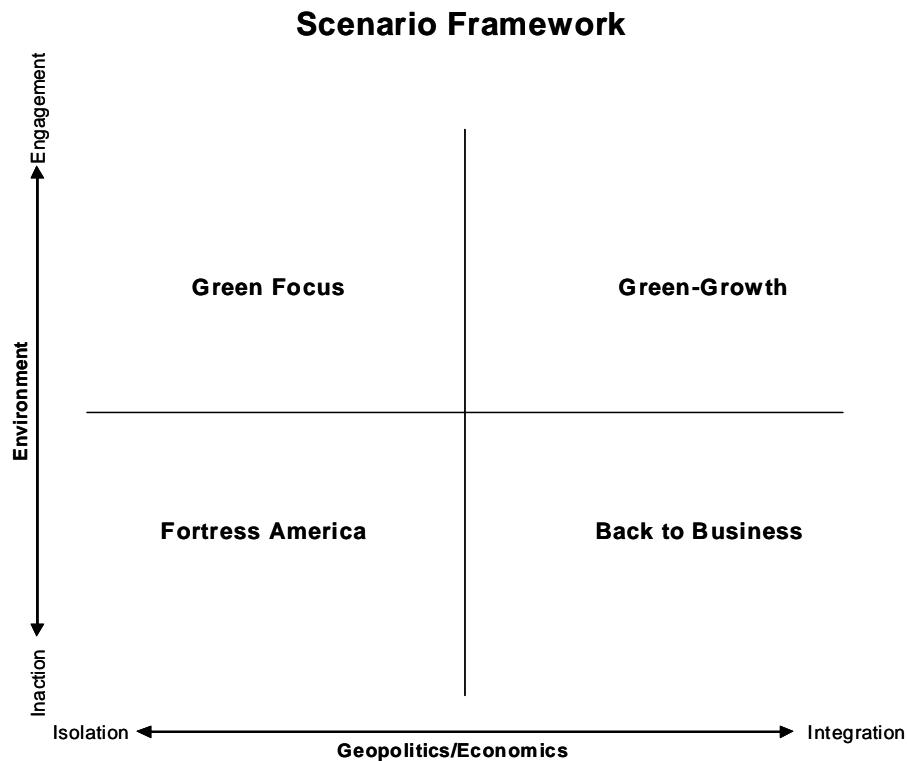 Scenario Framework
Engagement
Green Focus
Green-Growth
Environment
Fortress America
Back to Business
Inaction
Isolation
Integration
Geopolitics/Economics